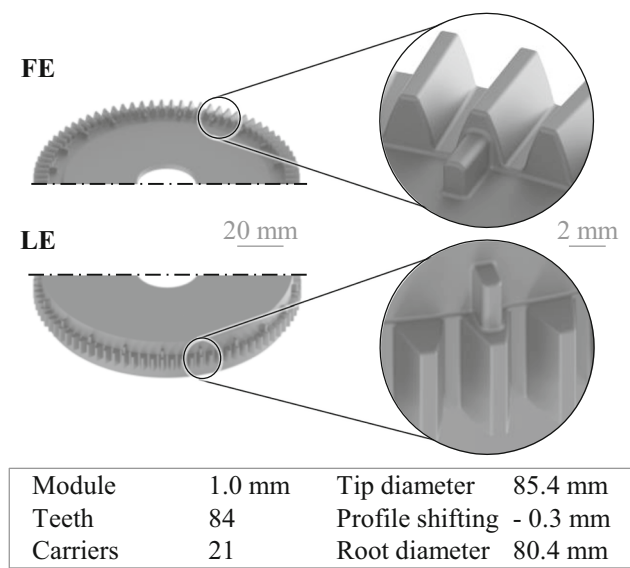 FE
LE
20 mm
2 mm
Module 1.0 mm Tip diameter 85.4 mm
Teeth 84 Profile shifting - 0.3 mm
Carriers 21 Root diameter 80.4 mm